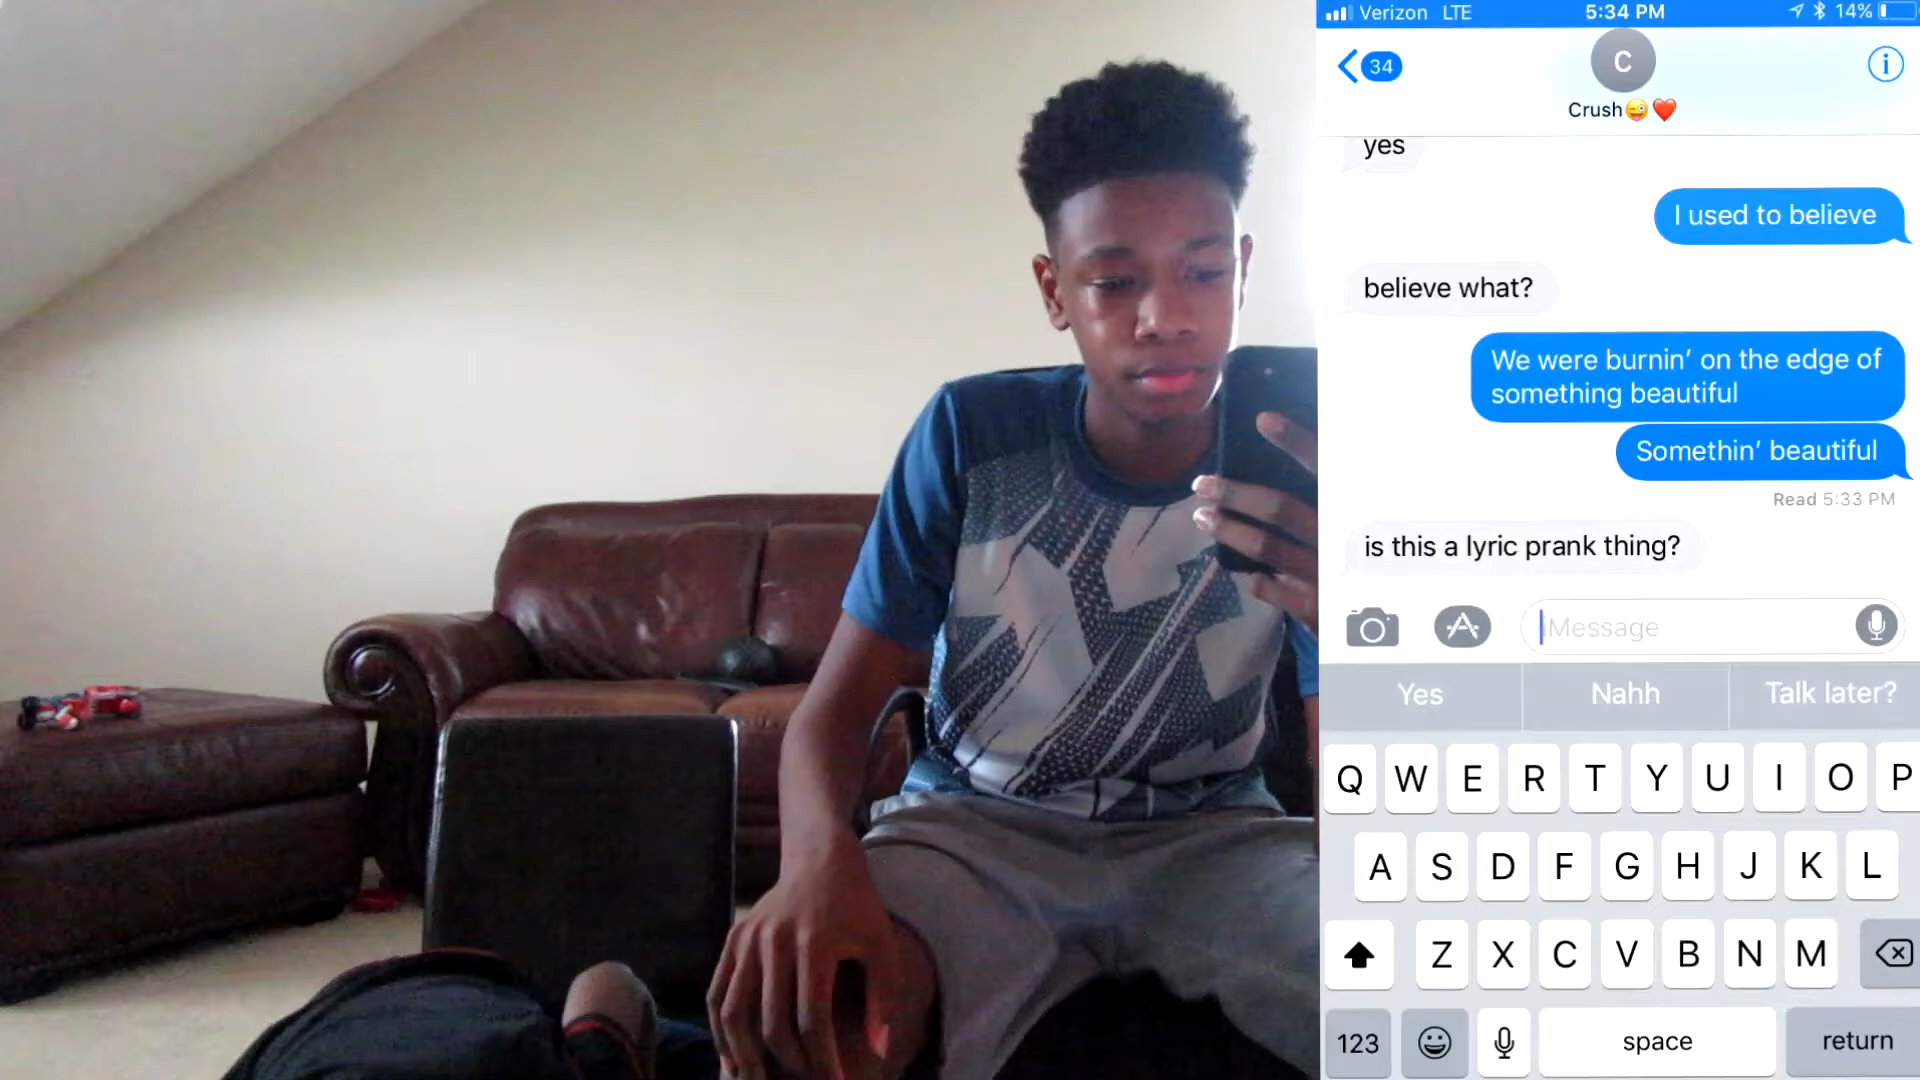 Verizon LTE 5:34 PM 14%
34
C
Crush😜❤️
yes
I used to believe
believe what?
We were burnin’ on the edge of
something beautiful
Somethin’ beautiful
Read 5:33 PM
is this a lyric prank thing?
iMessage
Yes Nahh Talk later?
Q W E R T Y U I O P
A S D F G H J K L
Z X C V B N M
123 space return